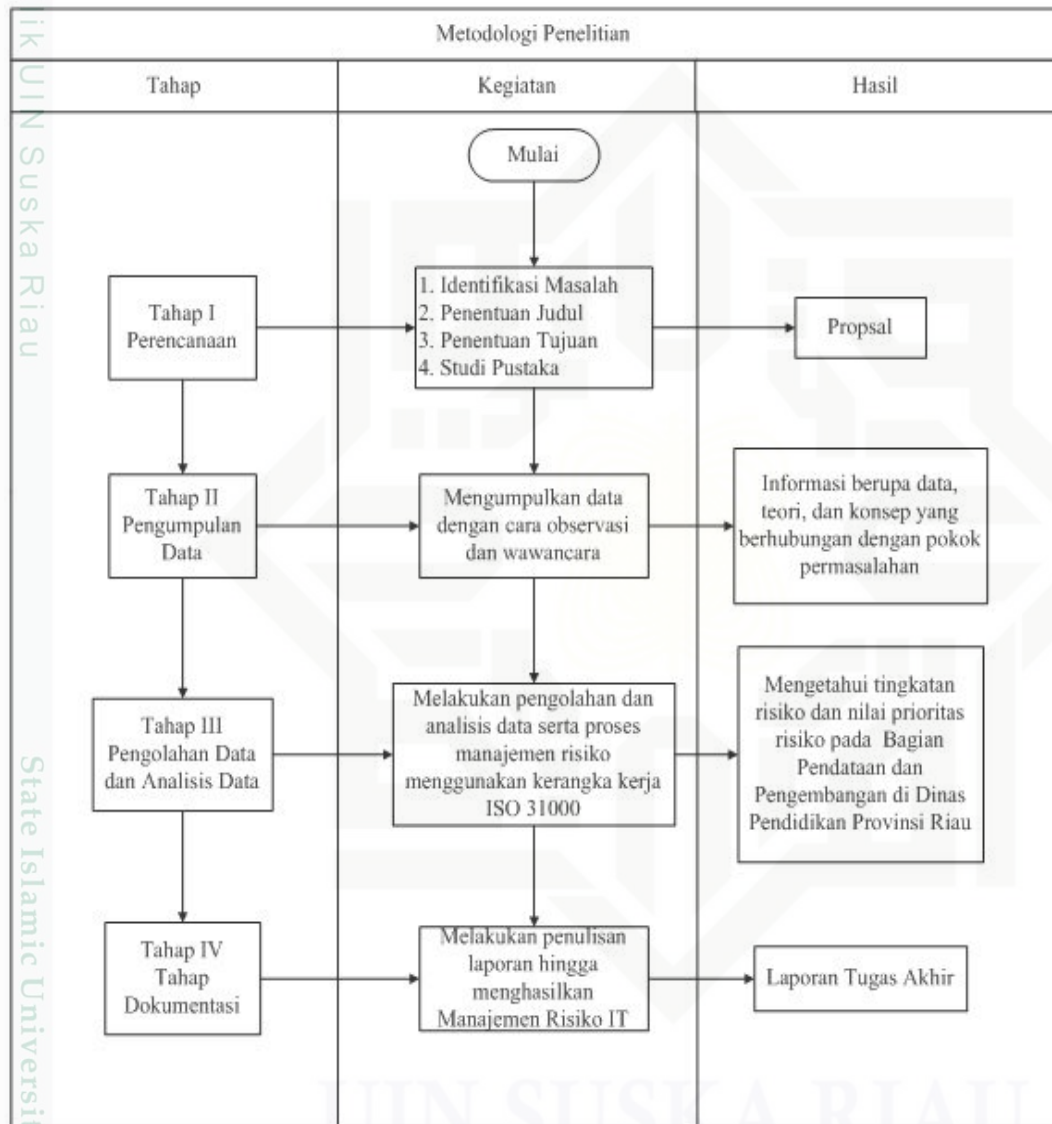 Metodologi Penelitian
Tahap
Kegiatan
Hasil
Mulai
Tahap I
Perencanaan
1. Identifikasi Masalah
2. Penentuan Judul
3. Penentuan Tujuan
4. Studi Pustaka
Propsal
Tahap II
Pengumpulan
Data
Mengumpulkan data
dengan cara observasi
dan wawancara
Informasi berupa data,
teori, dan konsep yang
berhubungan dengan pokok
permasalahan
Tahap III
Pengolahan Data
dan Analisis Data
Melakukan pengolahan dan
analisis data serta proses
manajemen risiko
menggunakan kerangka kerja
ISO 31000
Mengetahui tingkatan
risiko dan nilai prioritas
risiko pada Bagian
Pendataan dan
Pengembangan di Dinas
Pendidikan Provinsi Riau
Tahap IV
Tahap
Dokumentasi
Melakukan penulisan
laporan hingga
menghasilkan
Manajemen Risiko IT
Laporan Tugas Akhir
UIN Suska Riau
State Islamic
UIN SUSKA RIAU